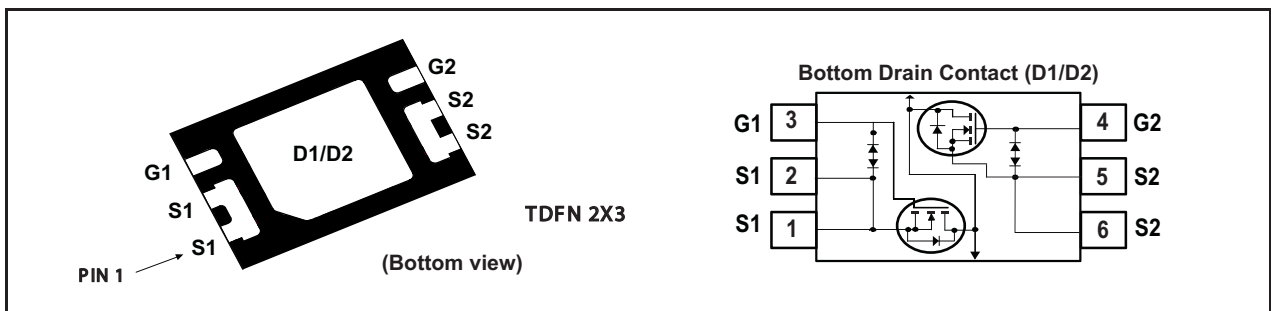 G2
S2
S2
D1/D2
G1
S1
S1
PIN 1
TDFN 2X3
(Bottom view)
Bottom Drain Contact (D1/D2)
G1 3 4 G2
S1 2 5 S2
S1 1 6 S2